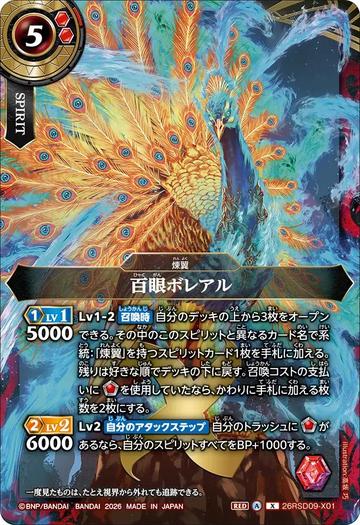 5
SPIRIT
れん よく
煉翼
ひゃく がん
百眼ボレアル
1 LV1
5000
Lv1-2 召喚時 自分のデッキの上から3枚をオープン
できる。その中のこのスピリットと異なるカード名で系
統:「煉翼」を持つスピリットカード1枚を手札に加える。
残りは好きな順でデッキの下に戻す。召喚コストの支払
いに を使用していたなら、かわりに手札に加える枚
数を2枚にする。
2 LV2
6000
Lv2 自分のアタックステップ 自分のトラッシュに が
あるなら、自分のスピリットすべてをBP+1000する。
一度見たものは、たとえ視界から外れても追跡できる。
©BNP/BANDAI BANDAI 2026 MADE IN JAPAN
RED A X 26RSD09-X01